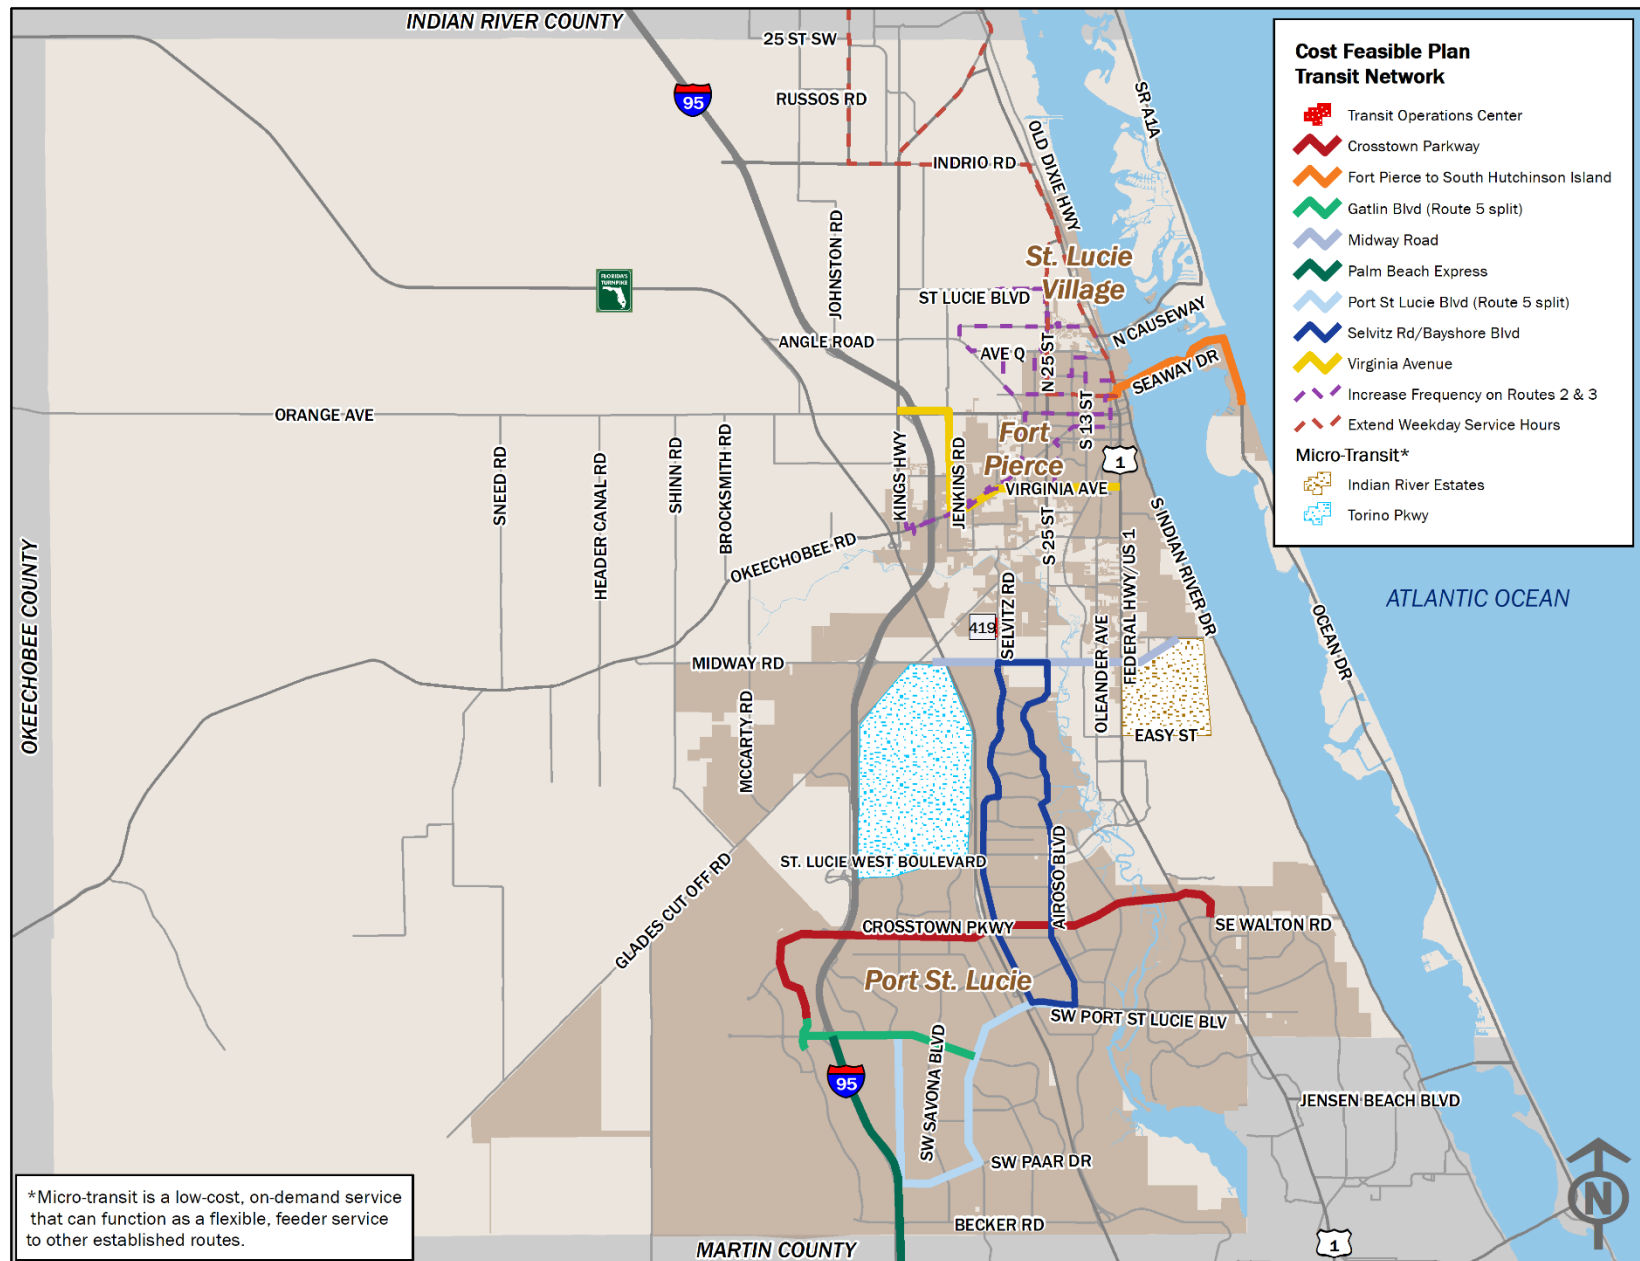 INDIAN RIVER COUNTY
25 ST SW
95
RUSSOS RD
SR A1A
OLD DIXIE HWY
INDRIO RD
JOHNSTON RD
FLORIDA'S
TURNPIKE
St. Lucie
Village
ST LUCIE BLVD
N CAUSEWAY
ANGLE ROAD
AVE Q
N 25 ST
SEAWAY DR
ORANGE AVE
S 13 ST
Fort
Pierce
1
KINGS HWY
JENKINS RD
VIRGINIA AVE
SNEED RD
HEADER CANAL RD
SHINN RD
BROCKSMITH RD
OKEECHOBEE RD
S 25 ST
S INDIAN RIVER DR
FEDERAL HWY/US 1
OKEECHOBEE COUNTY
419
SELVITZ RD
OLEANDER AVE
ATLANTIC OCEAN
OCEAN DR
MIDWAY RD
MCCARTY RD
EASY ST
ST. LUCIE WEST BOULEVARD
AIROSO BLVD
GLADES CUT OFF RD
CROSSTOWN PKWY
SE WALTON RD
Port St. Lucie
SW PORT ST LUCIE BLV
SW SAVONA BLVD
95
JENSEN BEACH BLVD
SW PAAR DR
BECKER RD
MARTIN COUNTY
1
N
Cost Feasible Plan
Transit Network
Transit Operations Center
Crosstown Parkway
Fort Pierce to South Hutchinson Island
Gatlin Blvd (Route 5 split)
Midway Road
Palm Beach Express
Port St Lucie Blvd (Route 5 split)
Selvitz Rd/Bayshore Blvd
Virginia Avenue
Increase Frequency on Routes 2 & 3
Extend Weekday Service Hours
Micro-Transit*
Indian River Estates
Torino Pkwy
*Micro-transit is a low-cost, on-demand service
that can function as a flexible, feeder service
to other established routes.